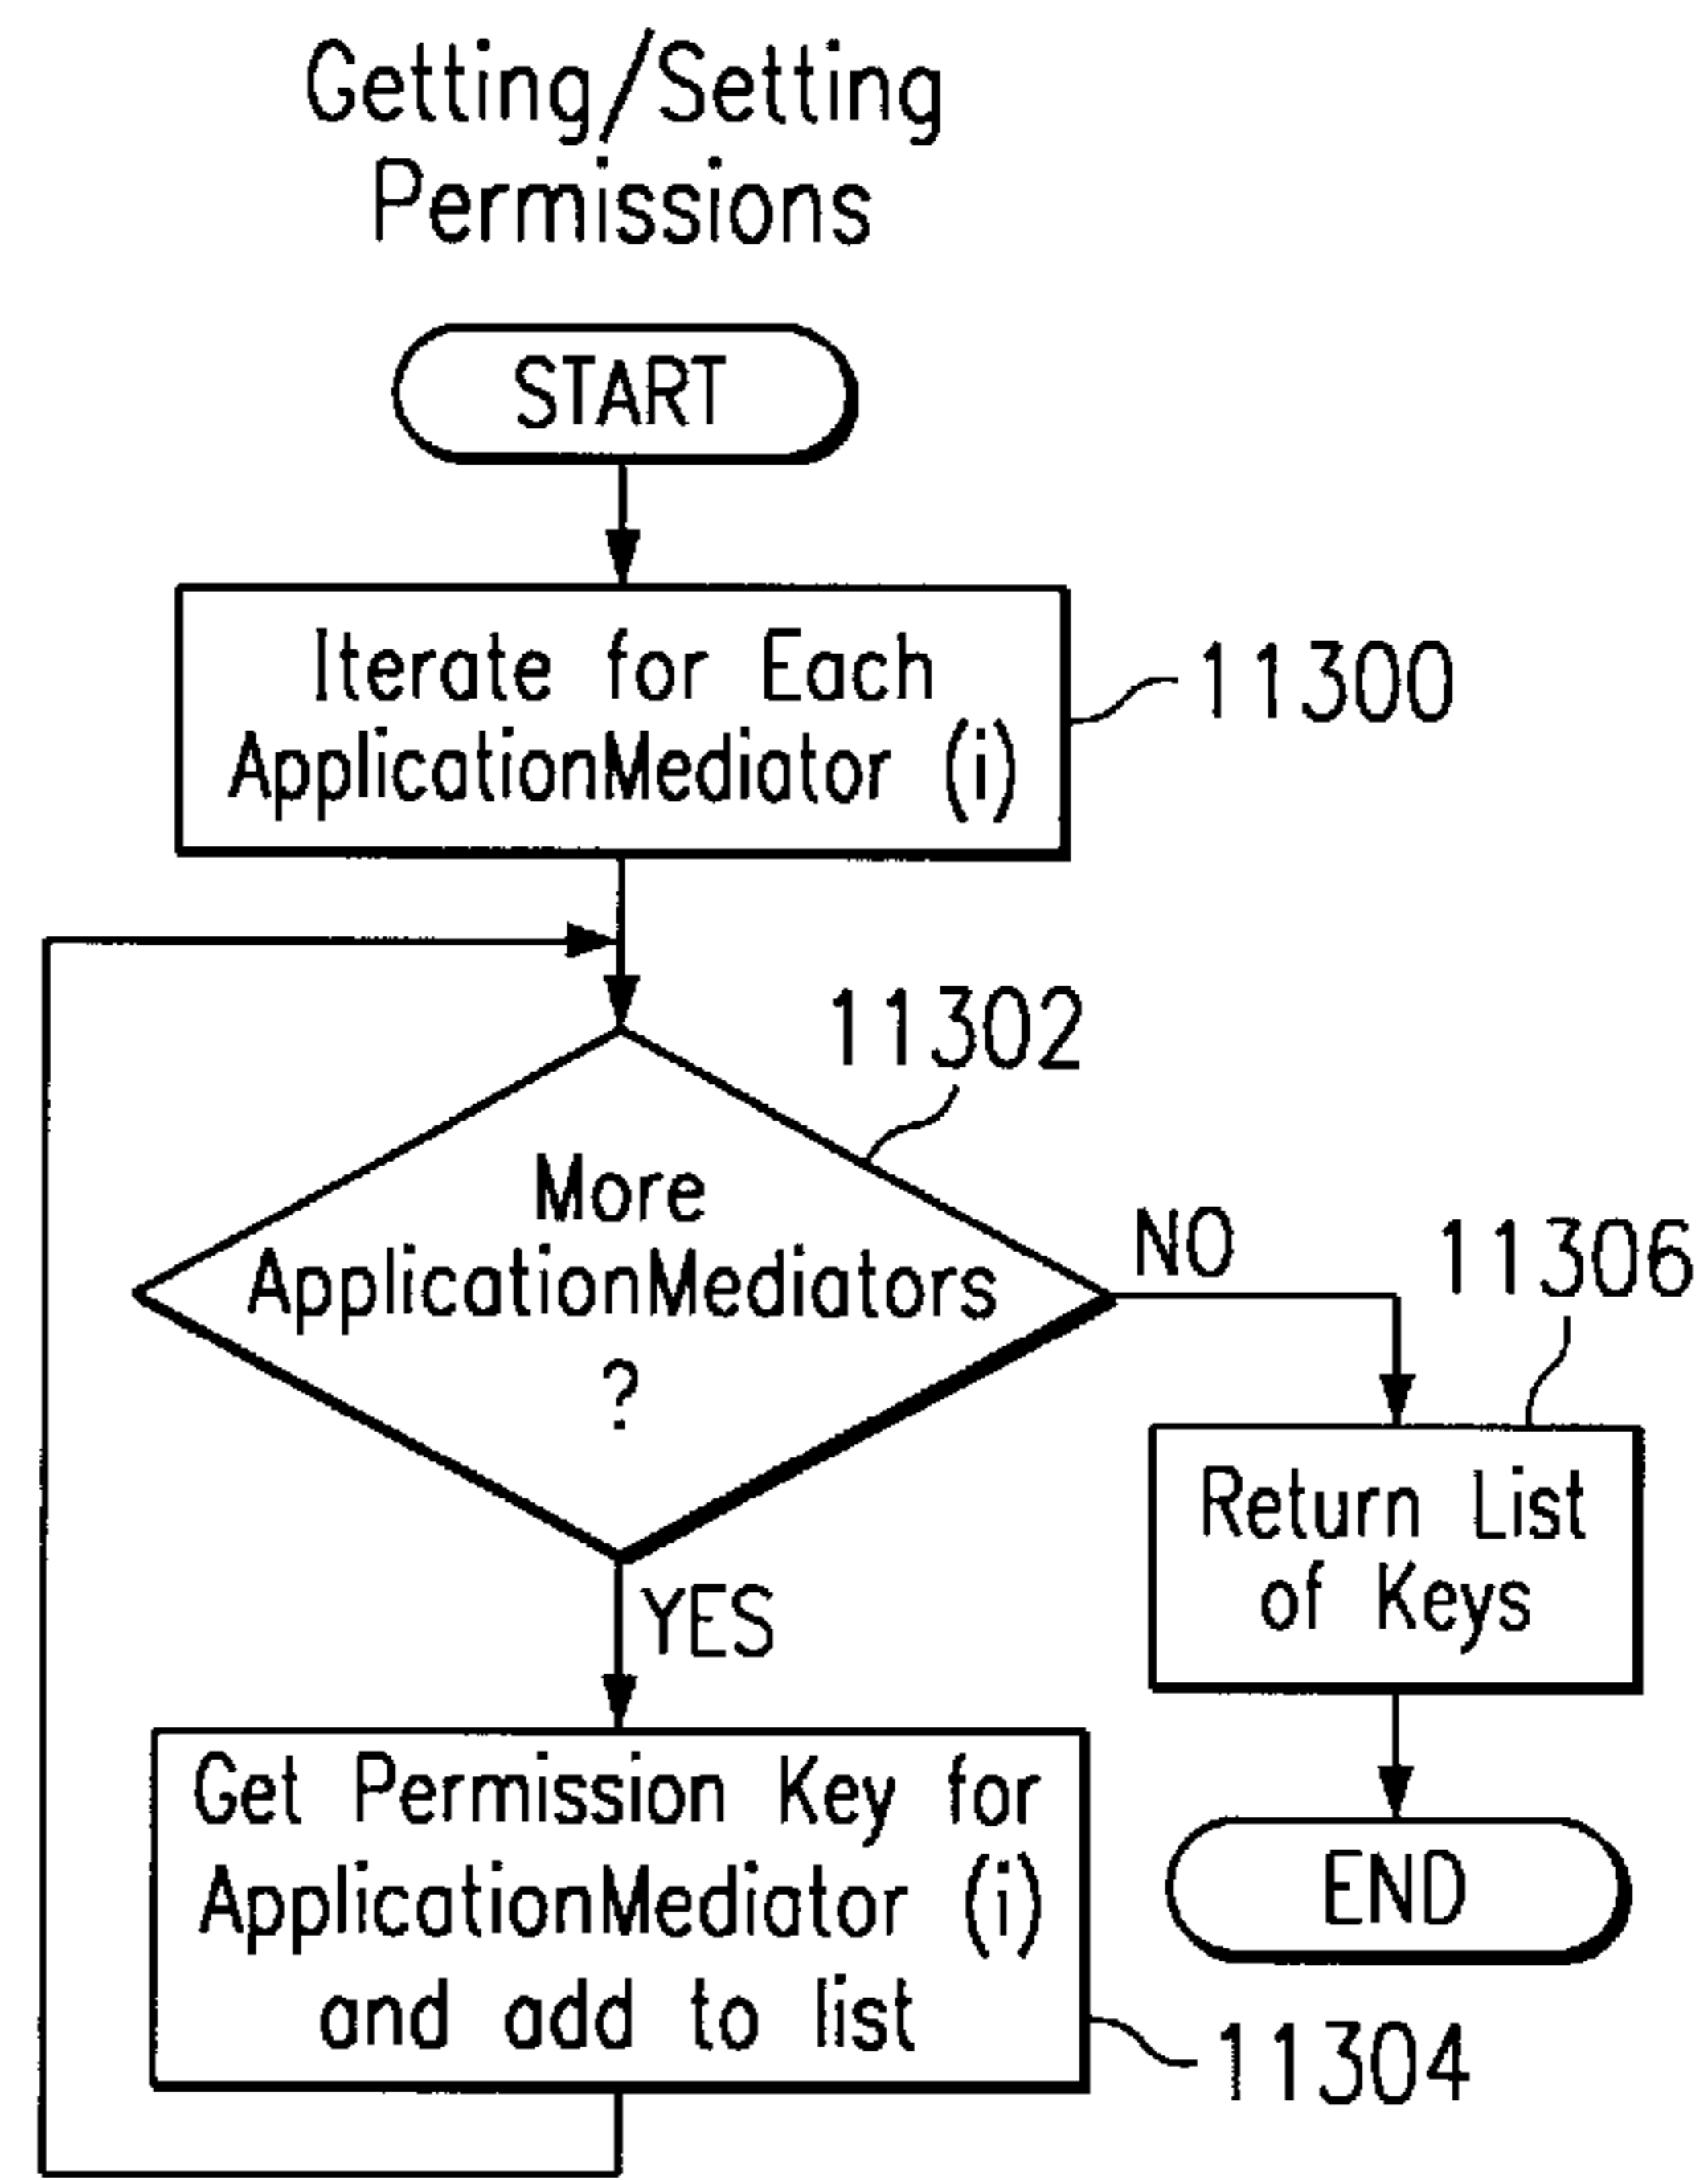 Getting/Setting
Permissions
START
Iterate for Each
ApplicationMediator (i)
11300
11302
More
ApplicationMediators
?
NO
11306
YES
Return List
of Keys
Get Permission Key for
ApplicationMediator (i)
and add to list
11304
END